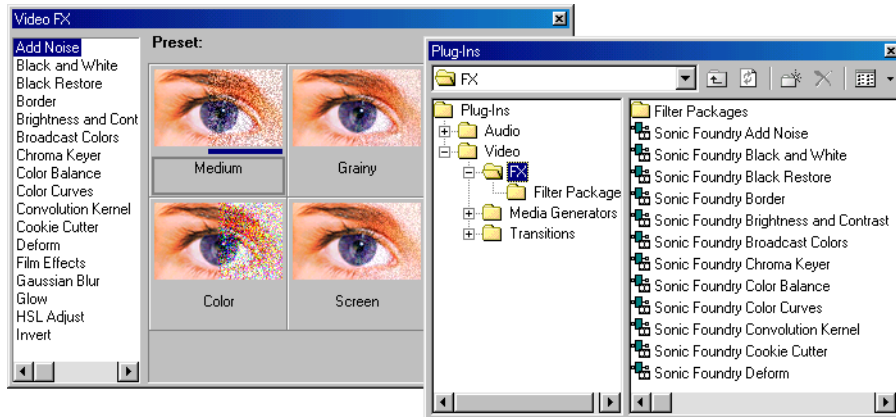 Video FX
Add Noise
Black and White
Black Restore
Border
Brightness and Cont
Broadcast Colors
Chroma Keyer
Color Balance
Color Curves
Convolution Kernel
Cookie Cutter
Deform
Film Effects
Gaussian Blur
Glow
HSL Adjust
Invert
Preset:
Medium
Grainy
Color
Screen
Plug-Ins
FX
Plug-Ins
Audio
Video
FX
Filter Package
Media Generators
Transitions
Filter Packages
Sonic Foundry Add Noise
Sonic Foundry Black and White
Sonic Foundry Black Restore
Sonic Foundry Border
Sonic Foundry Brightness and Contrast
Sonic Foundry Broadcast Colors
Sonic Foundry Chroma Keyer
Sonic Foundry Color Balance
Sonic Foundry Color Curves
Sonic Foundry Convolution Kernel
Sonic Foundry Cookie Cutter
Sonic Foundry Deform